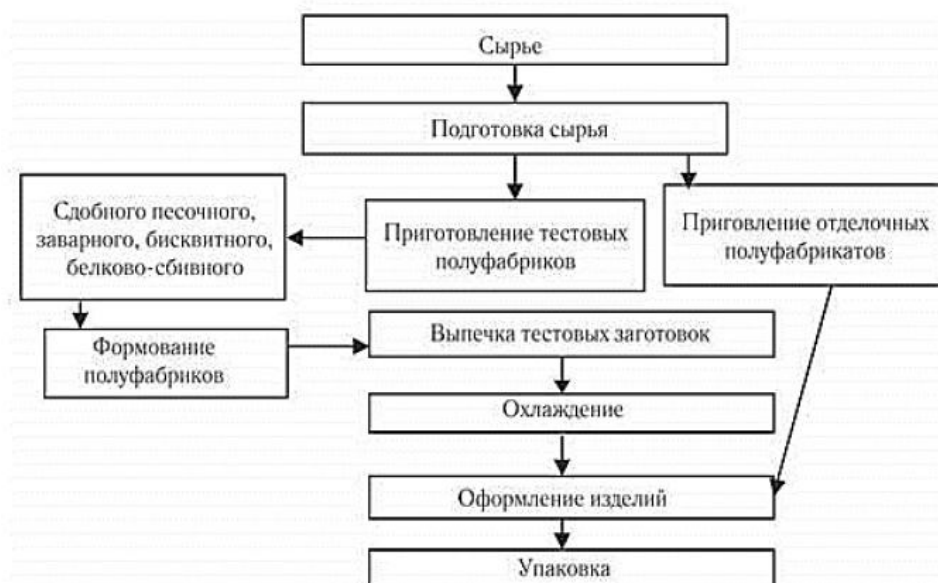 Сырье
Подготовка сырья
Сдобного песочного,
заварного, бисквитного,
белково-сбивного
Приготовление тестовых
полуфабриков
Приговление отделочных
полуфабрикатов
Формование
полуфабриков
Выпечка тестовых заготовок
Охлаждение
Оформление изделий
Упаковка